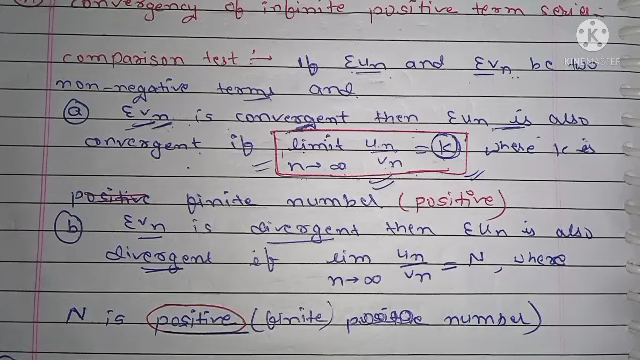 convergency of infinite positive term series:
comparison test :- if Σun and Σvn be two
non-negative terms and
(a) Σvn is convergent then Σun is also
convergent if limit n→∞ un/vn = K, where K is
positive finite number (positive)
(b) Σvn is divergent then Σun is also
divergent if lim n→∞ un/vn = N, where
N is positive (finite) number)
K
KINEMASTER